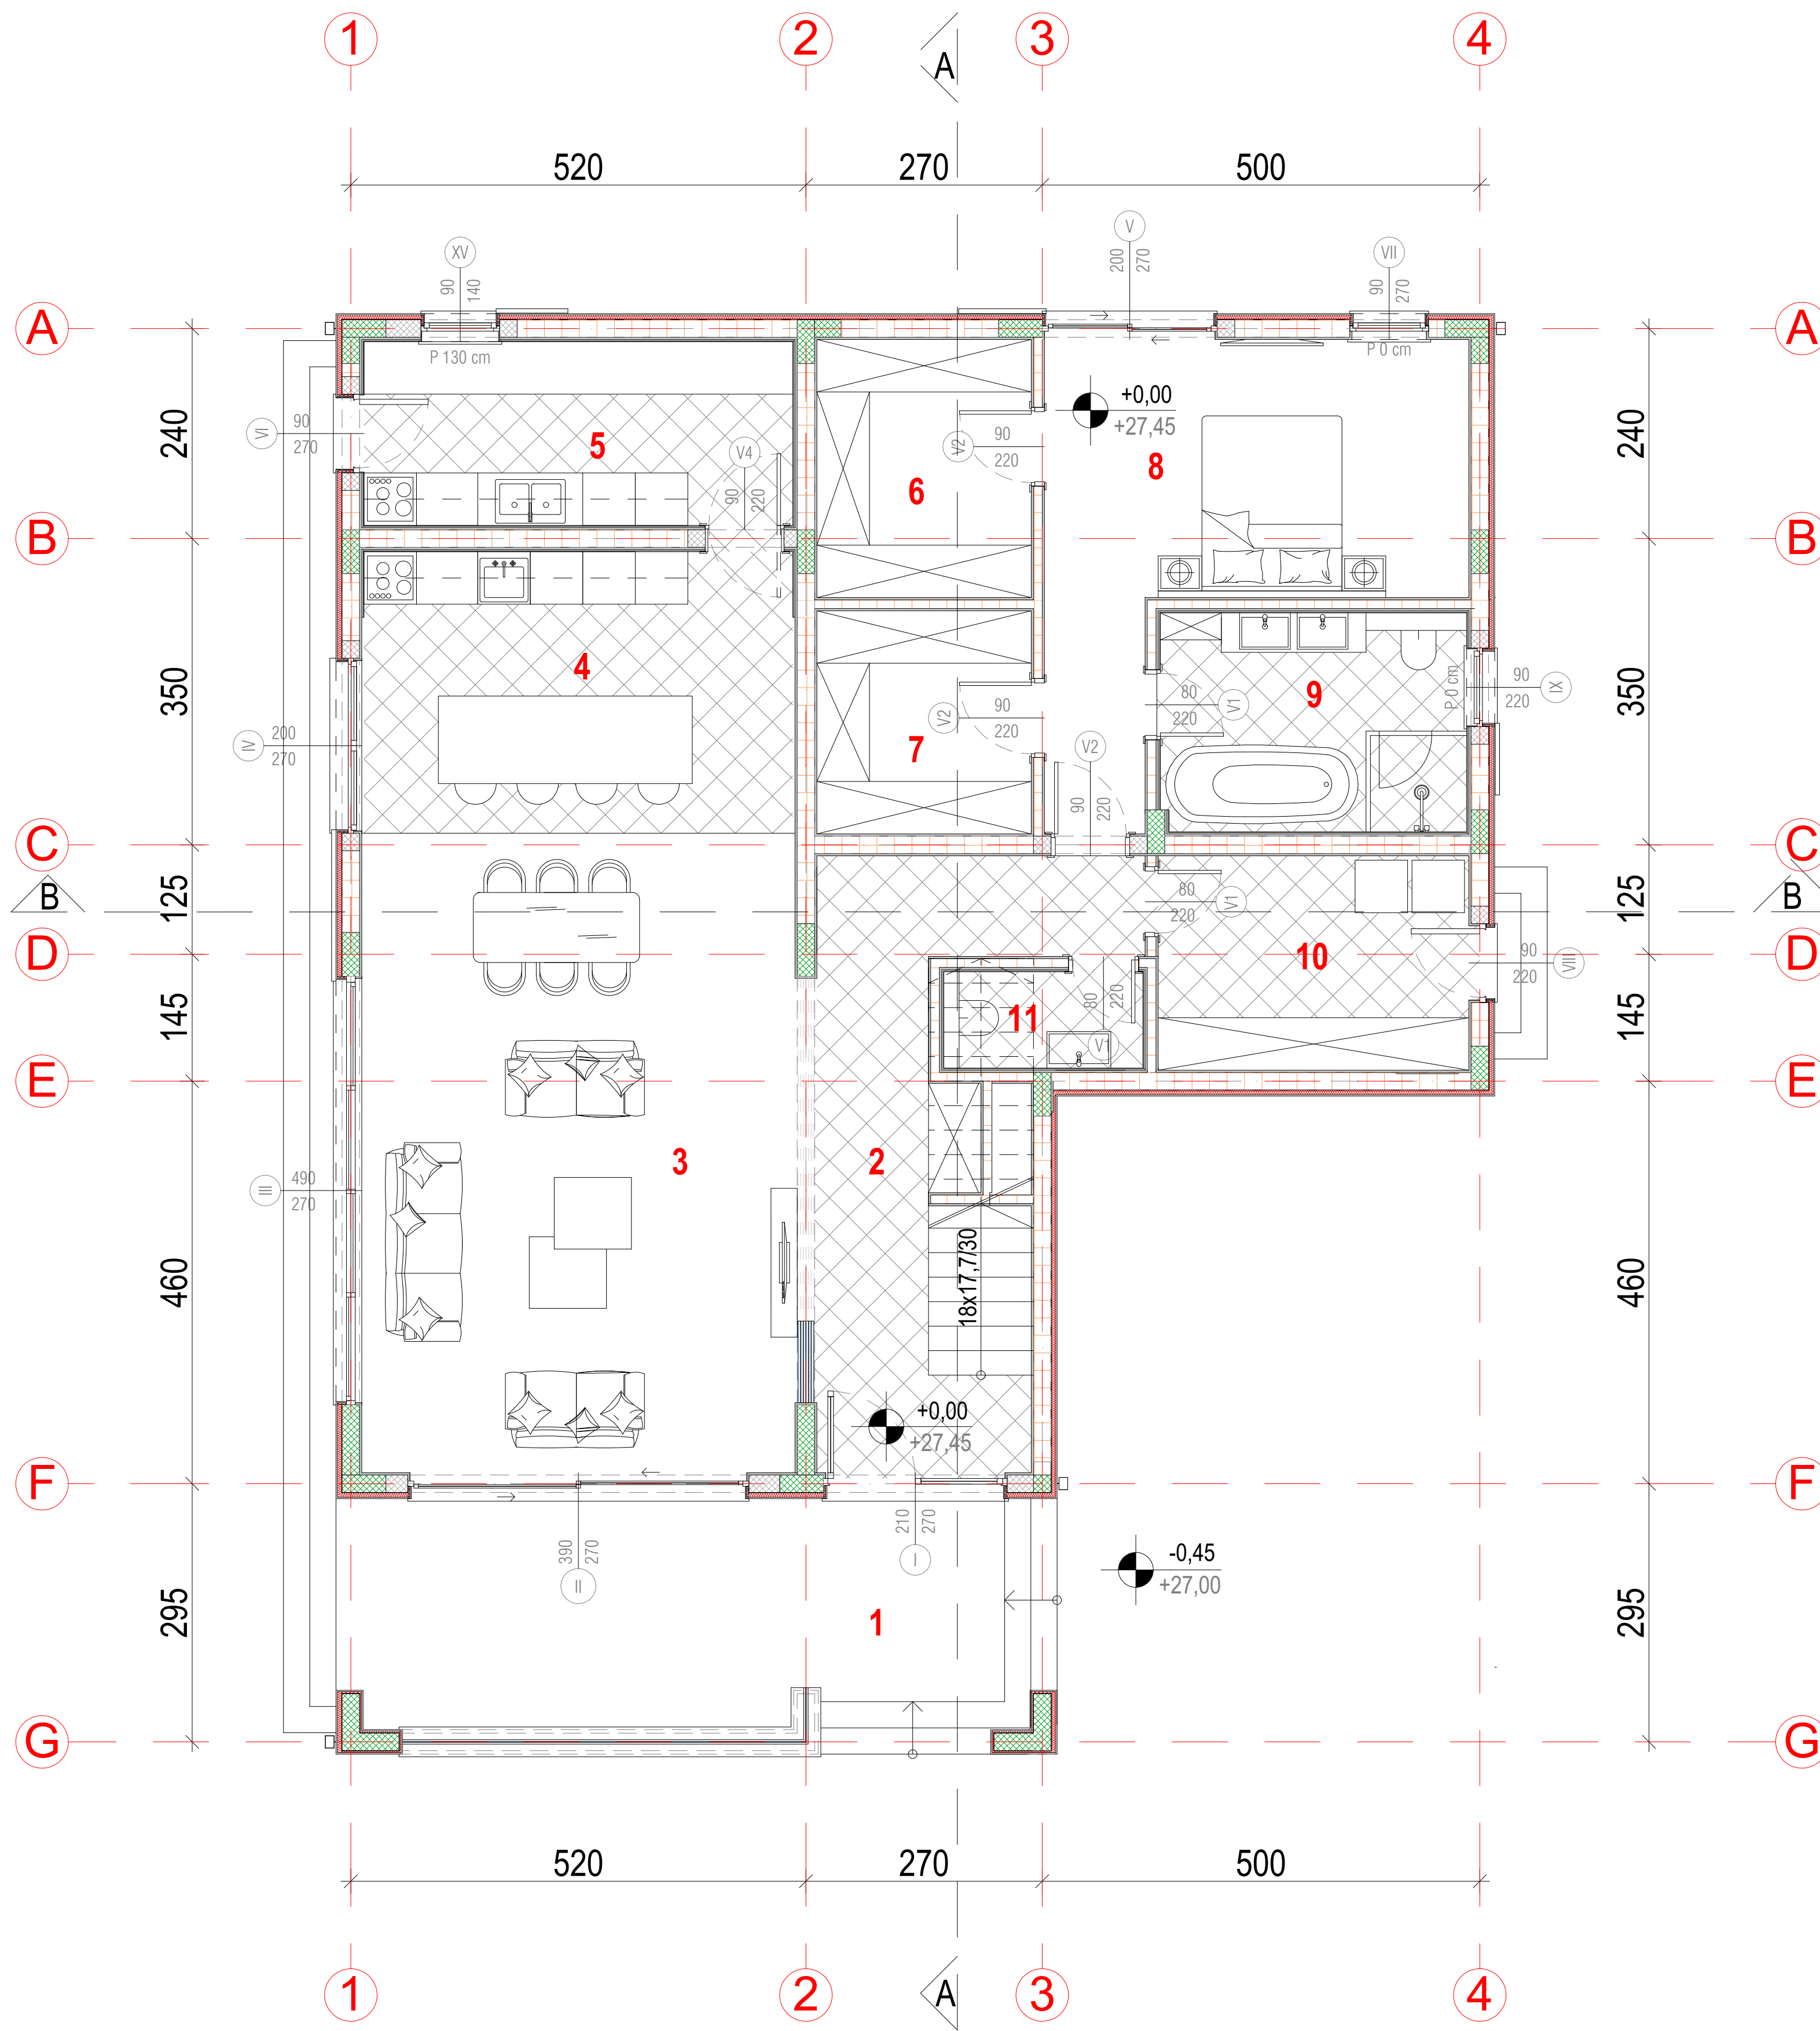 1 2 3 4
A
520 270 500
XV
90
140
V
200
270
VII
90
270
A A
P 130 cm
P 0 cm
+0,00
+27,45
240 240
VI
90
270
5
V4
90
220
V2
90
220
6
8
B B
350 350
4
V2
90
220
7
80
220
V1
9
P 0 cm
90
220
IX
IV
200
270
V2
90
220
C C
125 125
B B
80
220
V1
10
90
220
VIII
D D
145 145
11
80
220
V1
E E
3
2
III
490
270
18x17,7/30
460 460
+0,00
+27,45
F F
390
270
II
210
270
I
-0,45
+27,00
295 295
1
G G
520 270 500
A
1 2 3 4